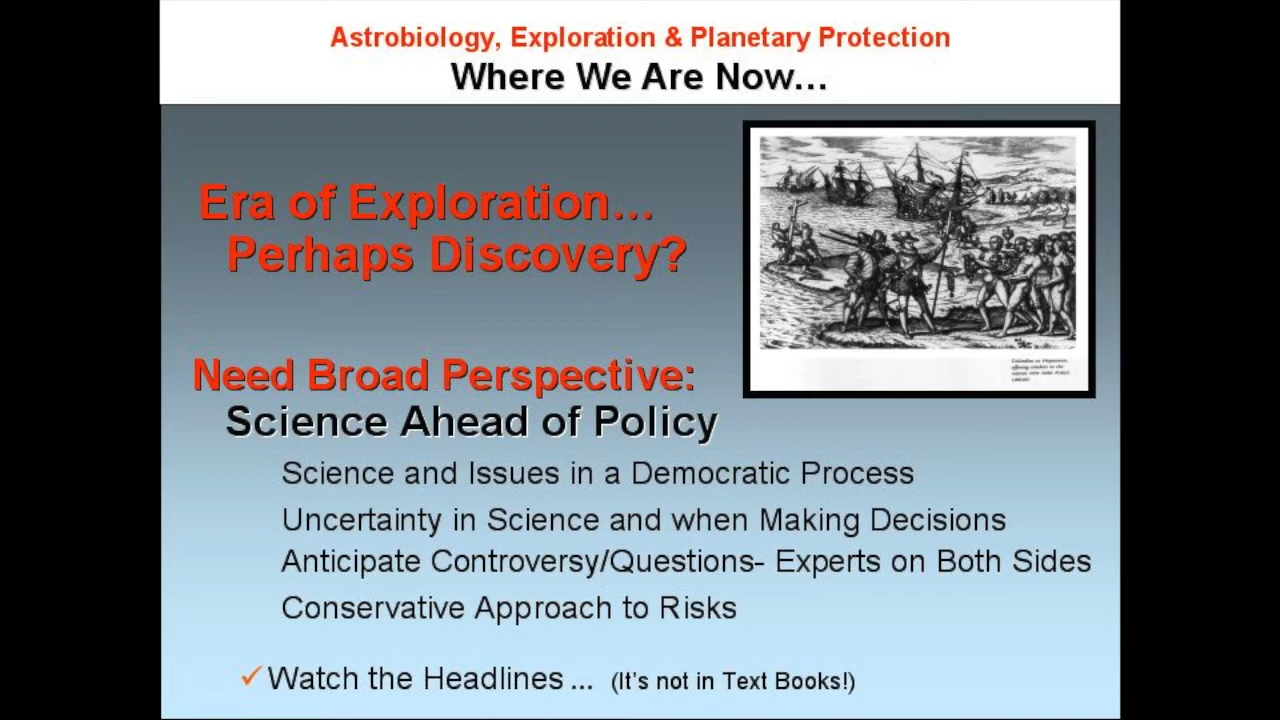 Astrobiology, Exploration & Planetary Protection
Where We Are Now...
Era of Exploration...
Perhaps Discovery?
Need Broad Perspective:
Science Ahead of Policy
Science and Issues in a Democratic Process
Uncertainty in Science and when Making Decisions
Anticipate Controversy/Questions- Experts on Both Sides
Conservative Approach to Risks
✓ Watch the Headlines ... (It's not in Text Books!)